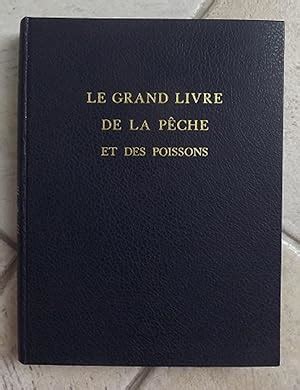 LE GRAND LIVRE
DE LA PÊCHE
ET DES POISSONS